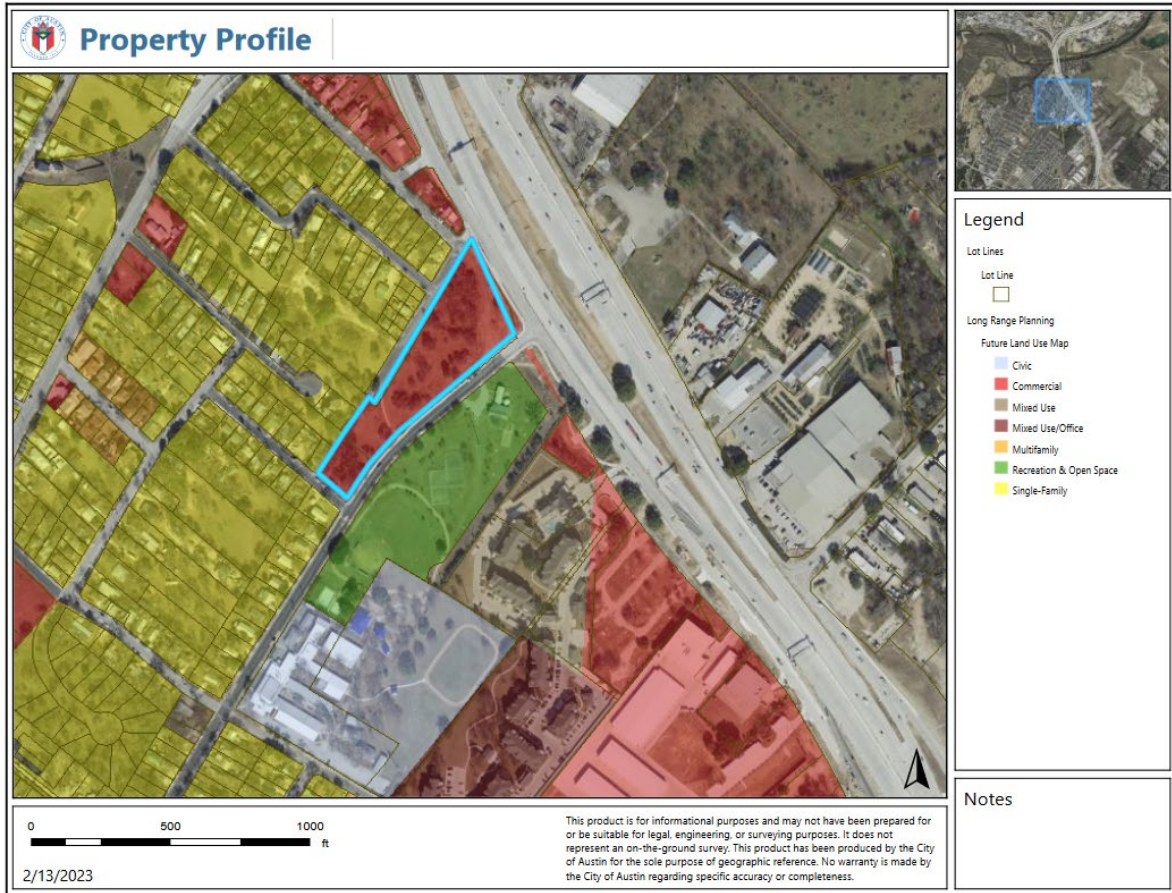 Property Profile
Legend
Lot Lines
Lot Line
Long Range Planning
Future Land Use Map
Civic
Commercial
Mixed Use
Mixed Use/Office
Multifamily
Recreation & Open Space
Single-Family
Notes
0 500 1000
ft
2/13/2023
This product is for informational purposes and may not have been prepared for
or be suitable for legal, engineering, or surveying purposes. It does not
represent an on-the-ground survey. This product has been produced by the City
of Austin for the sole purpose of geographic reference. No warranty is made by
the City of Austin regarding specific accuracy or completeness.